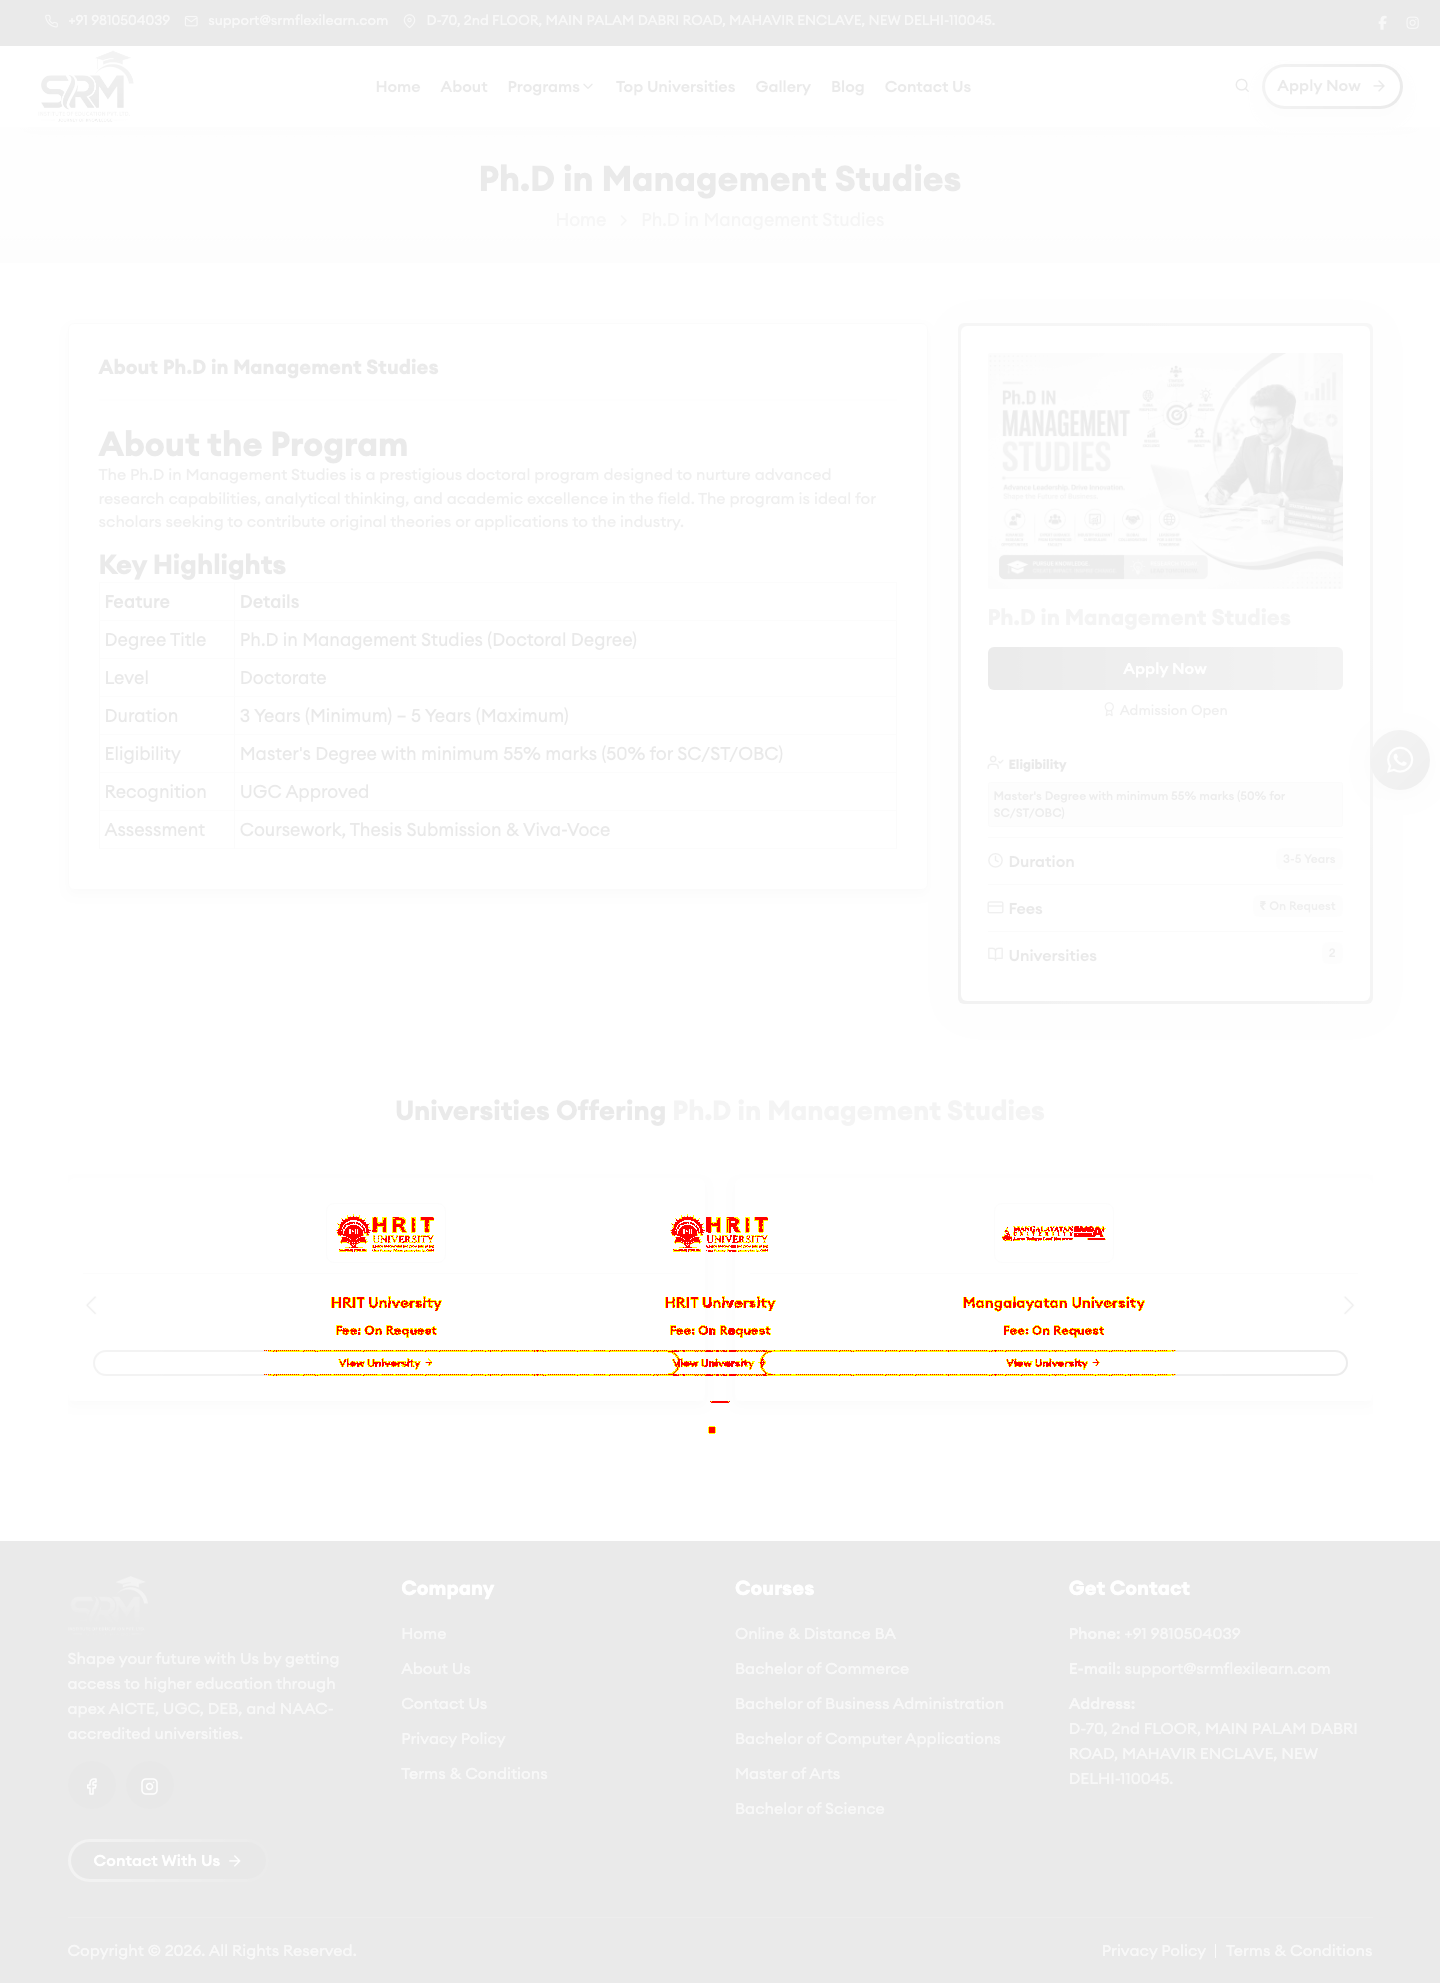 +91 9810504039 support@srmflexilearn.com D-70, 2nd FLOOR, MAIN PALAM DABRI ROAD, MAHAVIR ENCLAVE, NEW DELHI-110045.
SRM
Home About Programs Top Universities Gallery Blog Contact Us Apply Now
Ph.D in Management Studies
Home Ph.D in Management Studies
About Ph.D in Management Studies
About the Program
The Ph.D in Management Studies is a prestigious doctoral program designed to nurture advanced
research capabilities, analytical thinking, and academic excellence in the field. The program is ideal for
scholars seeking to contribute original theories or applications to the industry.
Key Highlights
Feature Details
Degree Title Ph.D in Management Studies (Doctoral Degree)
Level Doctorate
Duration 3 Years (Minimum) – 5 Years (Maximum)
Eligibility Master's Degree with minimum 55% marks (50% for SC/ST/OBC)
Recognition UGC Approved
Assessment Coursework, Thesis Submission & Viva-Voce
Ph.D IN
MANAGEMENT
STUDIES
Advance Leadership. Drive Innovation.
Ph.D in Management Studies
Apply Now
Admission Open
Eligibility
Master's Degree with minimum 55% marks (50% for
SC/ST/OBC)
Duration 3-5 Years
Fees ₹ On Request
Universities 2
Universities Offering Ph.D in Management Studies
HRIT HRIT
UNIVERSITY UNIVERSITY
HRIT University HRIT University Mangalayatan University
Fee: On Request Fee: On Request Fee: On Request
View University View University View University
Company Courses Get Contact
Shape your future with Us by getting
access to higher education through
apex AICTE, UGC, DEB, and NAAC-
accredited universities.
Contact With Us
Home
About Us
Contact Us
Privacy Policy
Terms & Conditions
Online & Distance BA
Bachelor of Commerce
Bachelor of Business Administration
Bachelor of Computer Applications
Master of Arts
Bachelor of Science
Phone: +91 9810504039
E-mail: support@srmflexilearn.com
Address:
D-70, 2nd FLOOR, MAIN PALAM DABRI
ROAD, MAHAVIR ENCLAVE, NEW
DELHI-110045.
Copyright © 2026. All Rights Reserved. Privacy Policy | Terms & Conditions